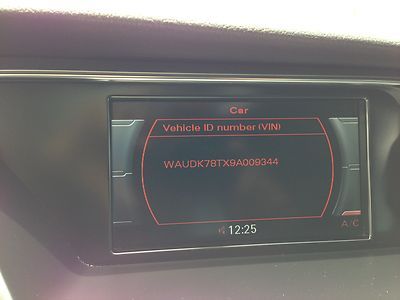 Car
Vehicle ID number (VIN)
WAUDK78TX9A009344
12:25
A/C